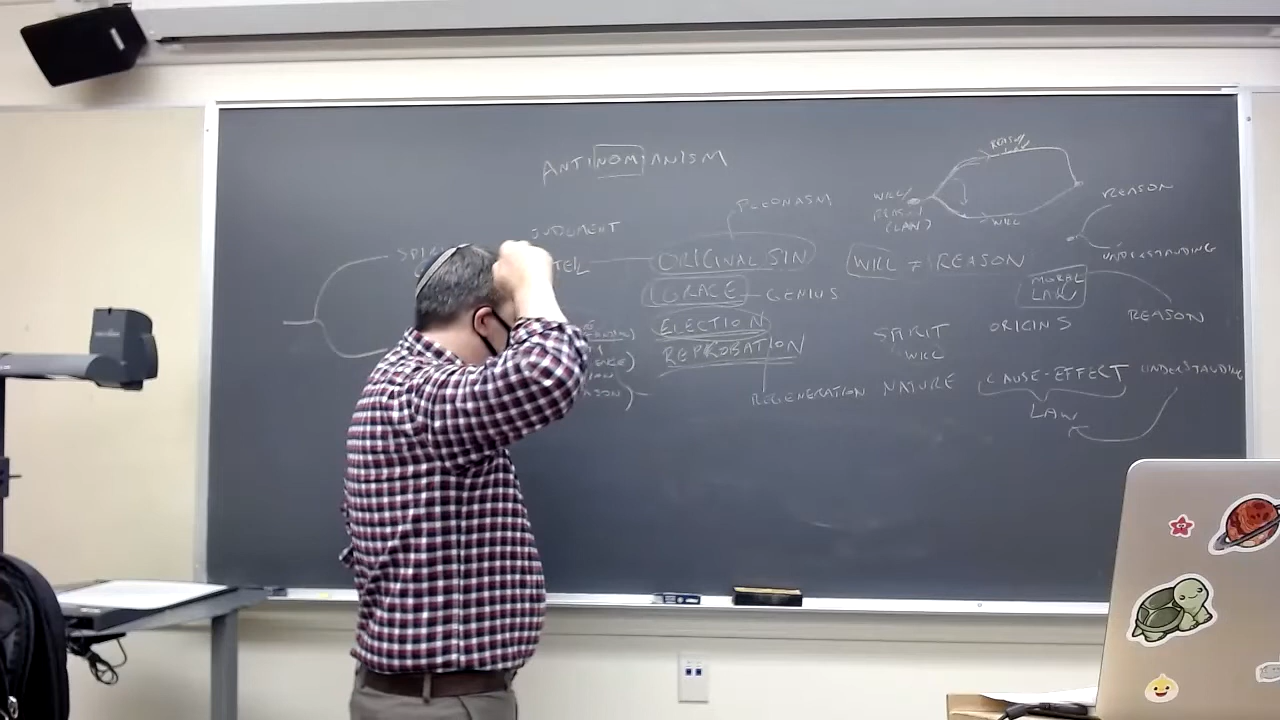 ANTINOMIANISM
REASON
PLEONASM
WILL/
WILL
REASON
JUDGMENT
ORIGINAL SIN
WILL ≠ REASON
UNDERSTANDING
GRACE — GENIUS
MORAL
LAW
ELECTION
SPIRIT ORIGINS REASON
WILL
REPROBATION
REGENERATION NATURE CAUSE-EFFECT UNDERSTANDING
LAW